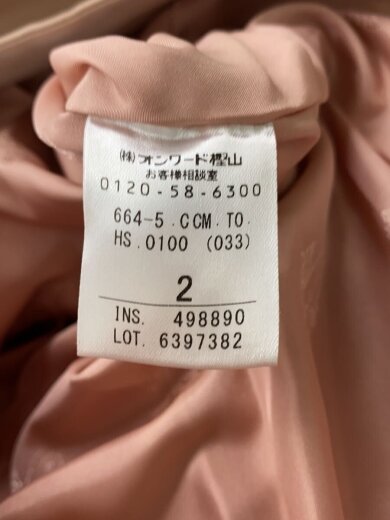 ㈱オンワード樫山
お客様相談室
0120-58-6300
664-5.CCM.TO.
HS.0100 (033)
2
INS. 498890
LOT. 6397382